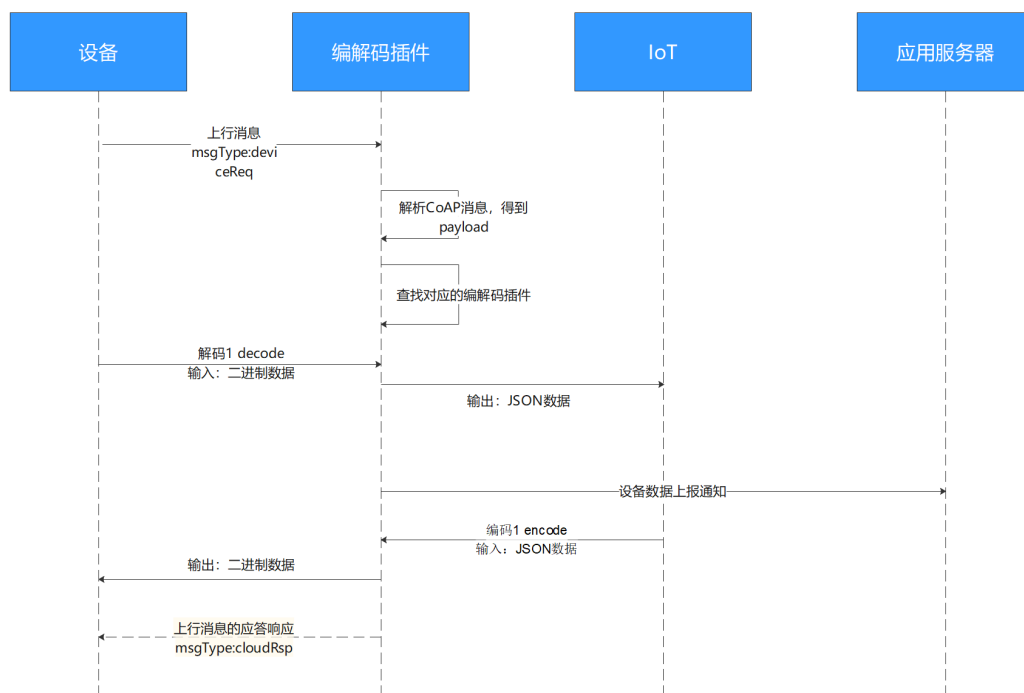 设备
编解码插件
IoT
应用服务器
上行消息
msgType:devi
ceReq
解析CoAP消息，得到
payload
查找对应的编解码插件
解码1 decode
输入：二进制数据
输出：JSON数据
设备数据上报通知
编码1 encode
输入：JSON数据
输出：二进制数据
上行消息的应答响应
msgType:cloudRsp